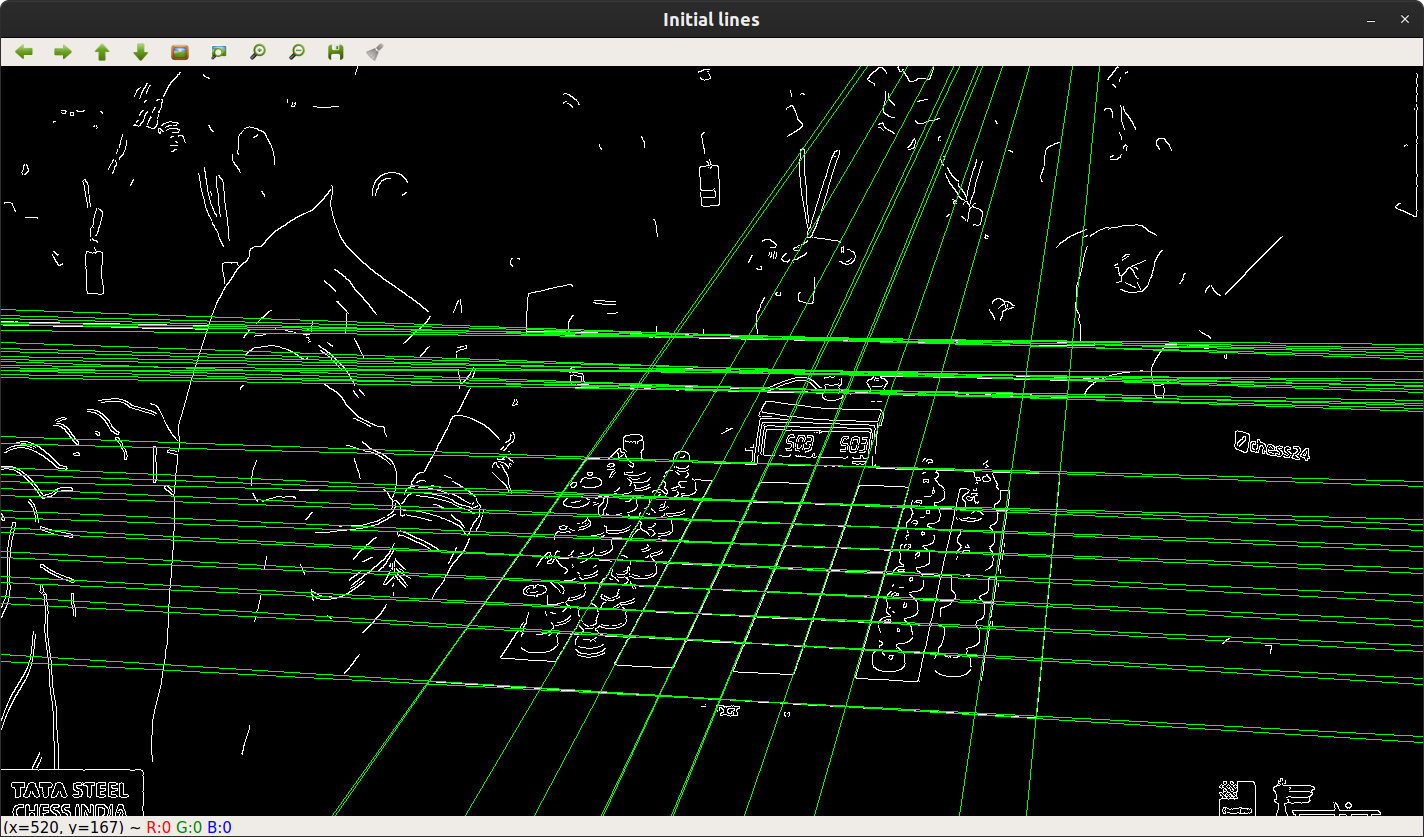 Initial lines
503 503
chess24
TATA STEEL
CHESS INDIA
(x=520, y=167) ~ R:0 G:0 B:0